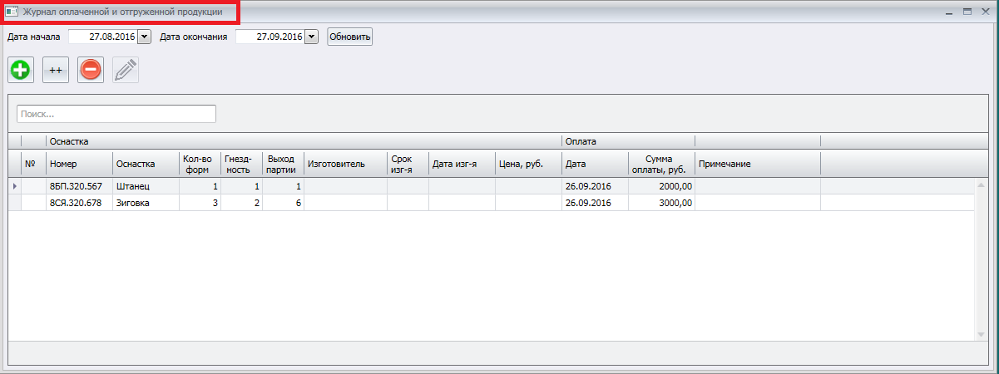 Журнал оплаченной и отгруженной продукции
Дата начала 27.08.2016 Дата окончания 27.09.2016 Обновить
++
Поиск...
Оснастка Оплата
№ Номер Оснастка Кол-во форм Гнезд-ность Выход партии Изготовитель Срок изг-я Дата изг-я Цена, руб. Дата Сумма оплаты, руб. Примечание
8БП.320.567 Штанец 1 1 1 26.09.2016 2000,00
8СЯ.320.678 Зиговка 3 2 6 26.09.2016 3000,00